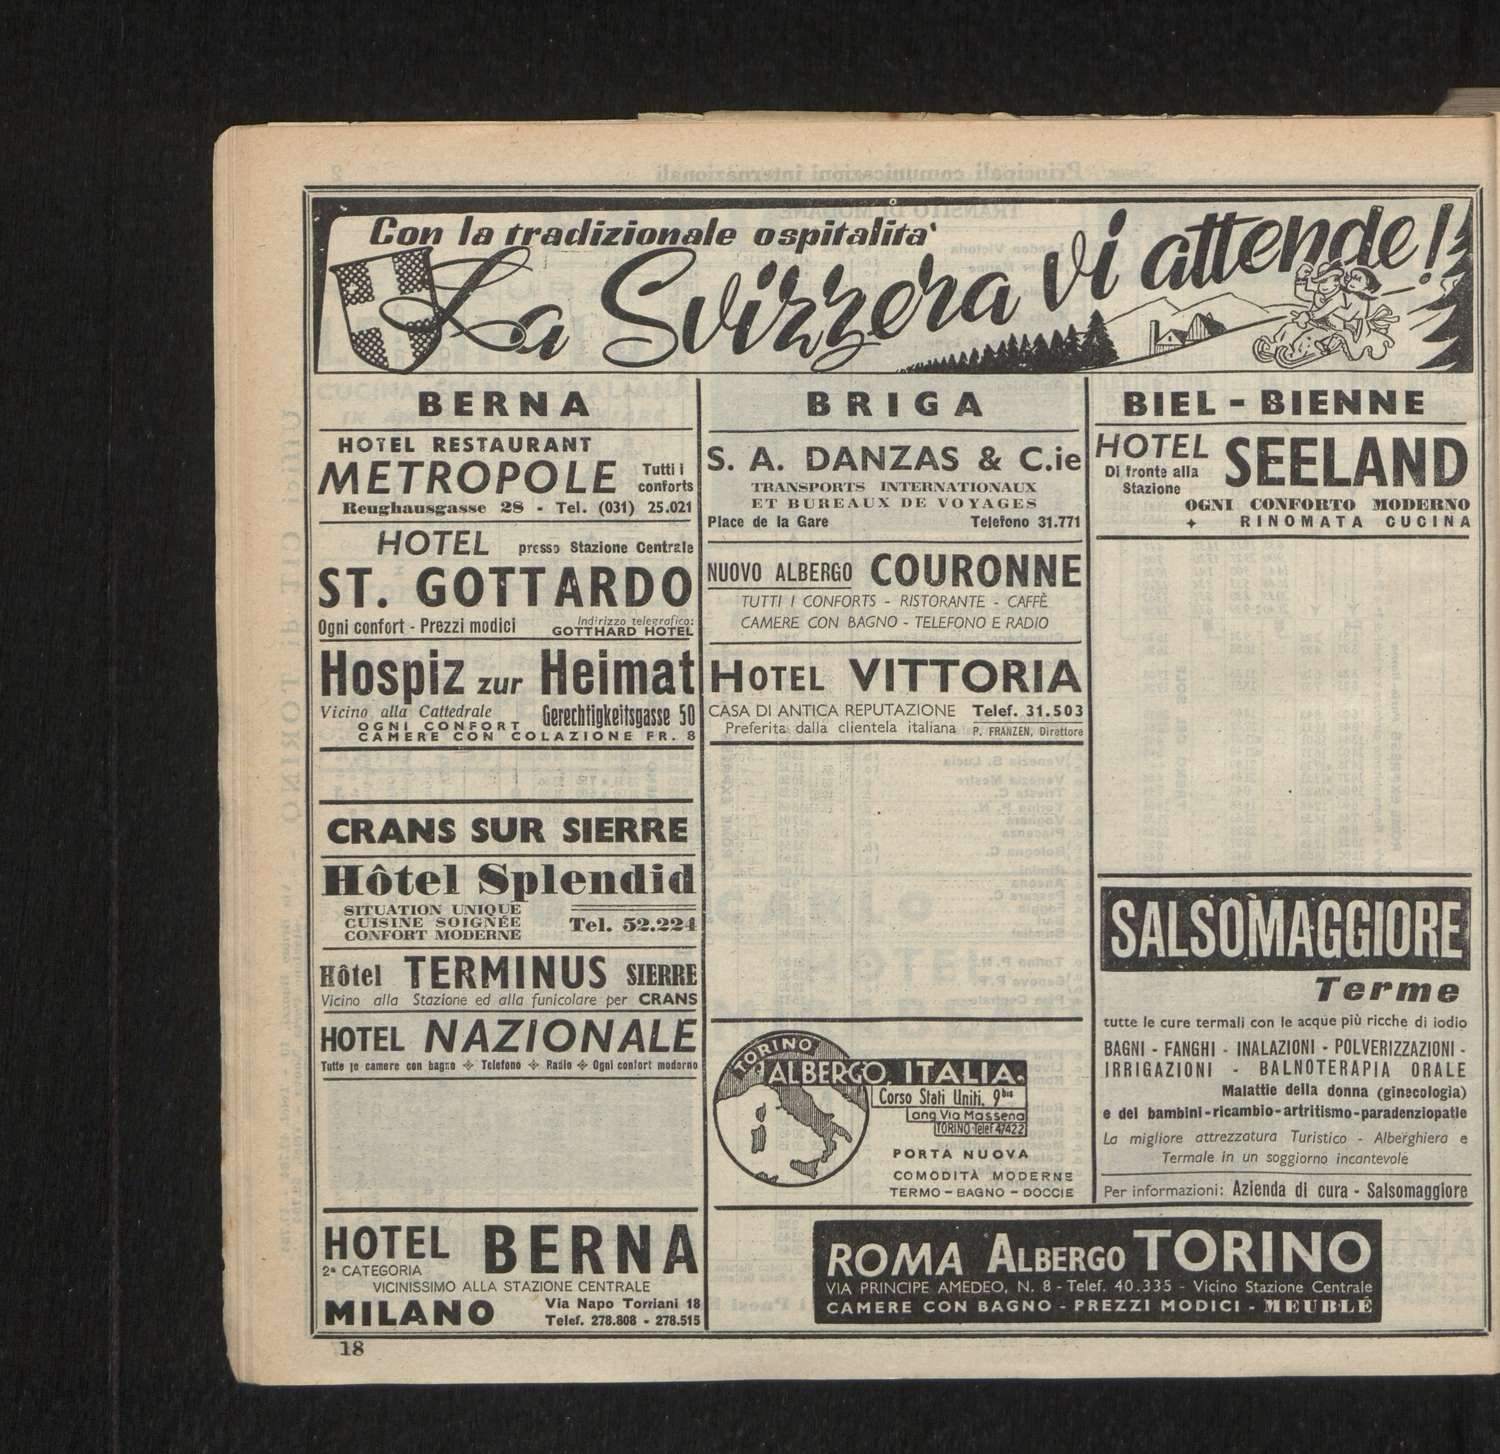 Con la tradizionale ospitalita'
La Svizzera vi attende!
BERNA
HOTEL RESTAURANT
METROPOLE Tutti i conforts
Reughausgasse 28 - Tel. (031) 25.021
HOTEL presso Stazione Centrale
ST. GOTTARDO
Ogni confort - Prezzi modici Indirizzo telegrafico:
GOTTHARD HOTEL
Hospiz zur Heimat
Vicino alla Cattedrale Gerechtigkeitsgasse 50
OGNI CONFORT
CAMERE CON COLAZIONE FR. 8
CRANS SUR SIERRE
Hôtel Splendid
SITUATION UNIQUE
CUISINE SOIGNÉE Tel. 52.224
CONFORT MODERNE
Hôtel TERMINUS SIERRE
Vicino alla Stazione ed alla funicolare per CRANS
HOTEL NAZIONALE
Tutte le camere con bagno ✧ Telefono ✧ Radio ✧ Ogni confort moderno
HOTEL BERNA
2ª CATEGORIA
VICINISSIMO ALLA STAZIONE CENTRALE
MILANO Via Napo Torriani 18
Telef. 278.808 - 278.515
BRIGA
S. A. DANZAS & C.ie
TRANSPORTS INTERNATIONAUX
ET BUREAUX DE VOYAGES
Place de la Gare Telefono 31.771
NUOVO ALBERGO COURONNE
TUTTI I CONFORTS - RISTORANTE - CAFFÈ
CAMERE CON BAGNO - TELEFONO E RADIO
HOTEL VITTORIA
CASA DI ANTICA REPUTAZIONE Telef. 31.503
Preferita dalla clientela italiana P. FRANZEN, Direttore
TORINO
ALBERGO ITALIA.
Corso Stati Uniti, 9bis
ang Via Massena
TORINO-Telef 47422
PORTA NUOVA
COMODITÀ MODERNE
TERMO - BAGNO - DOCCIE
BIEL - BIENNE
HOTEL SEELAND
Di fronte alla
Stazione
OGNI CONFORTO MODERNO
✦ RINOMATA CUCINA
SALSOMAGGIORE
Terme
tutte le cure termali con le acque più ricche di iodio
BAGNI - FANGHI - INALAZIONI - POLVERIZZAZIONI -
IRRIGAZIONI - BALNOTERAPIA ORALE
Malattie della donna (ginecologia)
e dei bambini-ricambio-artritismo-paradenziopatie
La migliore attrezzatura Turistico - Alberghiera e
Termale in un soggiorno incantevole
Per informazioni: Azienda di cura - Salsomaggiore
ROMA ALBERGO TORINO
VIA PRINCIPE AMEDEO, N. 8 - Telef. 40.335 - Vicino Stazione Centrale
CAMERE CON BAGNO - PREZZI MODICI - MEUBLÉ
18